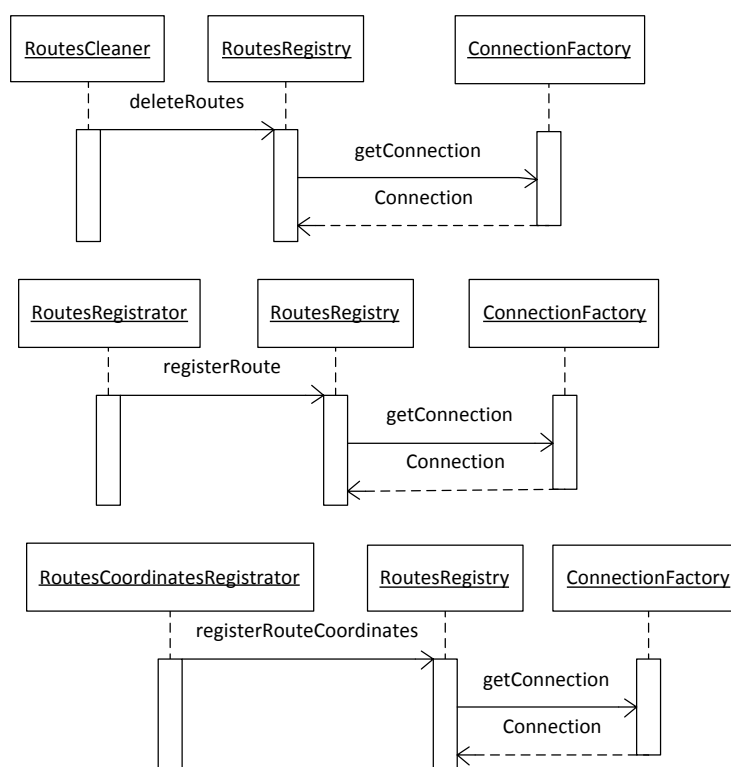 RoutesCleaner RoutesRegistry ConnectionFactory
deleteRoutes
getConnection
Connection
RoutesRegistrator RoutesRegistry ConnectionFactory
registerRoute
getConnection
Connection
RoutesCoordinatesRegistrator RoutesRegistry ConnectionFactory
registerRouteCoordinates
getConnection
Connection